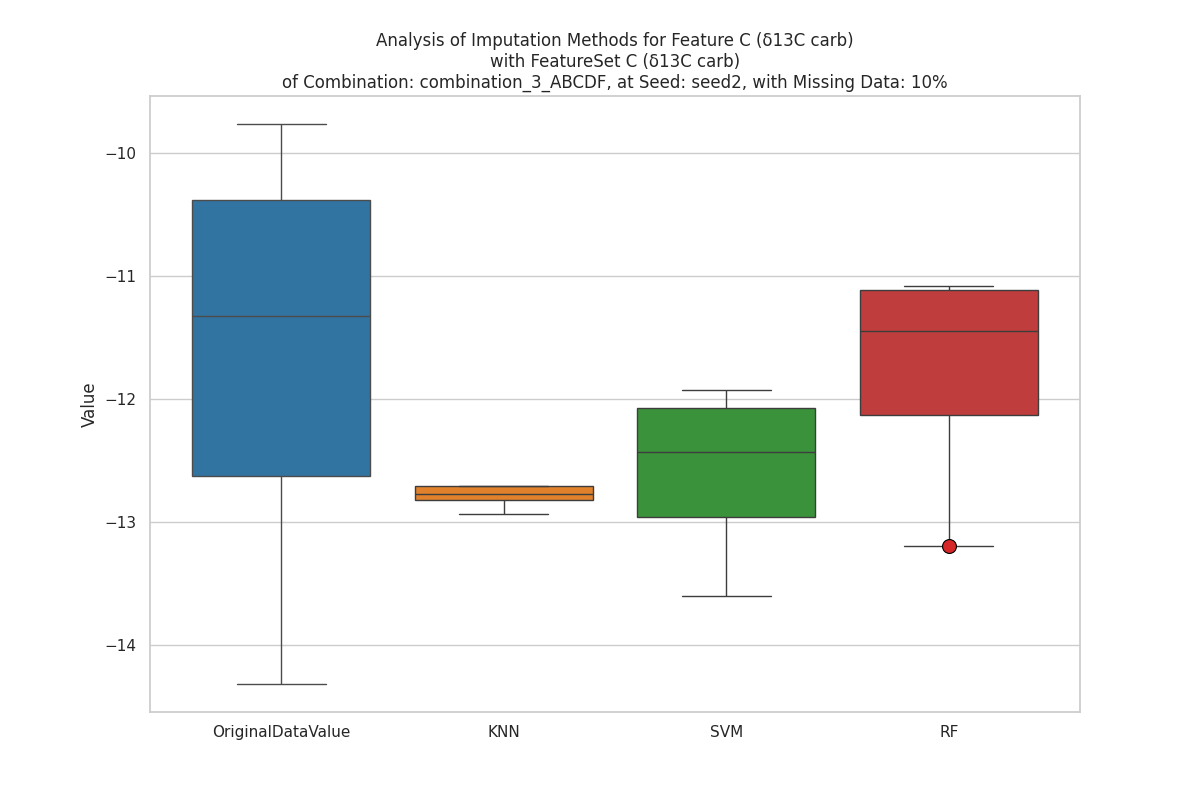 Analysis of Imputation Methods for Feature C (δ13C carb)
with FeatureSet C (δ13C carb)
of Combination: combination_3_ABCDF, at Seed: seed2, with Missing Data: 10%
−10
−11
−12
−13
−14
Value
OriginalDataValue
KNN
SVM
RF